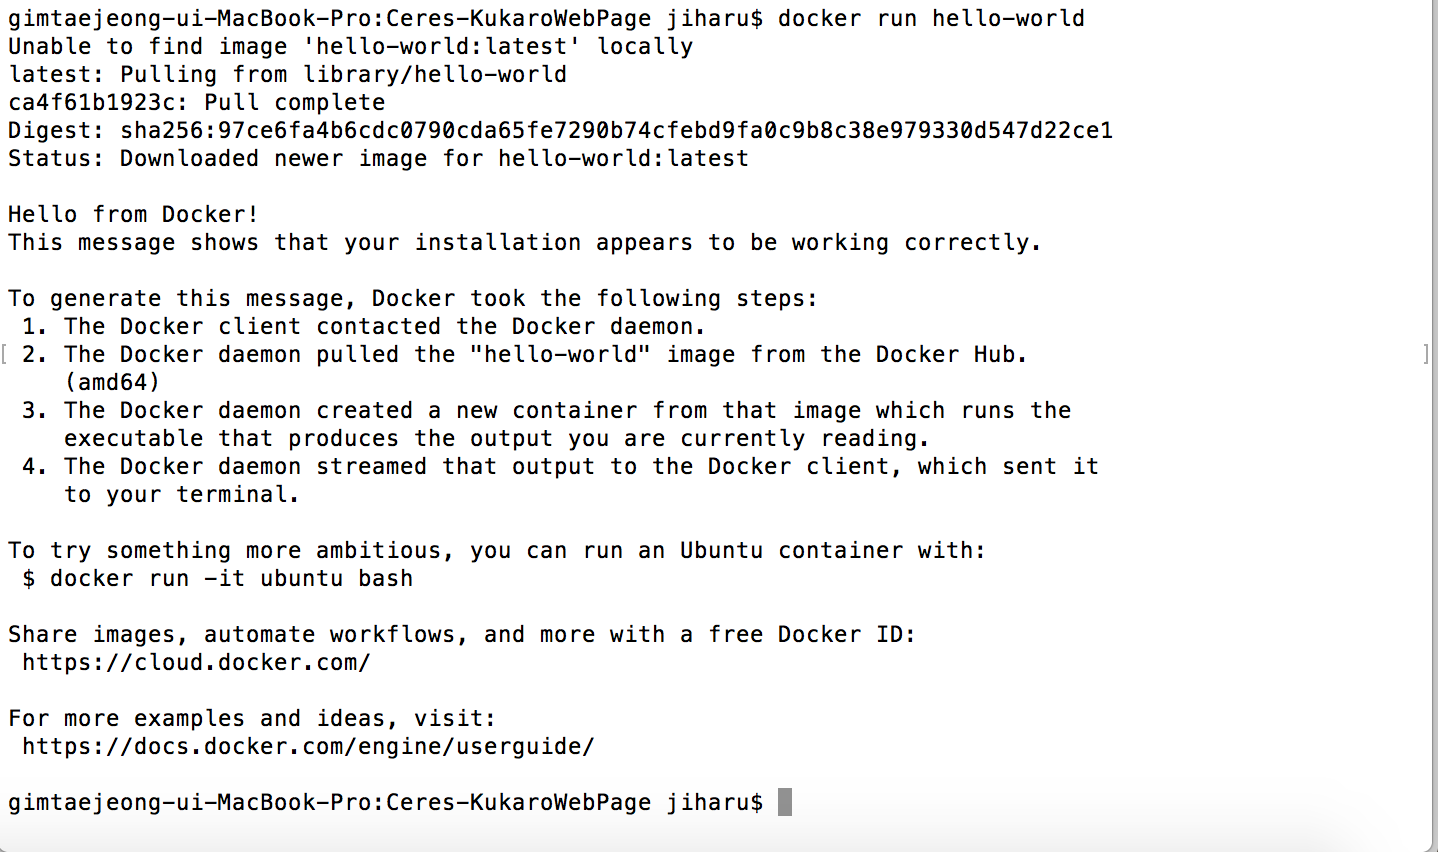 gimtaejeong-ui-MacBook-Pro:Ceres-KukaroWebPage jiharu$ docker run hello-world
Unable to find image 'hello-world:latest' locally
latest: Pulling from library/hello-world
ca4f61b1923c: Pull complete
Digest: sha256:97ce6fa4b6cdc0790cda65fe7290b74cfebd9fa0c9b8c38e979330d547d22ce1
Status: Downloaded newer image for hello-world:latest

Hello from Docker!
This message shows that your installation appears to be working correctly.

To generate this message, Docker took the following steps:
 1. The Docker client contacted the Docker daemon.
[ 2. The Docker daemon pulled the "hello-world" image from the Docker Hub. ]
    (amd64)
 3. The Docker daemon created a new container from that image which runs the
    executable that produces the output you are currently reading.
 4. The Docker daemon streamed that output to the Docker client, which sent it
    to your terminal.

To try something more ambitious, you can run an Ubuntu container with:
 $ docker run -it ubuntu bash

Share images, automate workflows, and more with a free Docker ID:
 https://cloud.docker.com/

For more examples and ideas, visit:
 https://docs.docker.com/engine/userguide/

gimtaejeong-ui-MacBook-Pro:Ceres-KukaroWebPage jiharu$